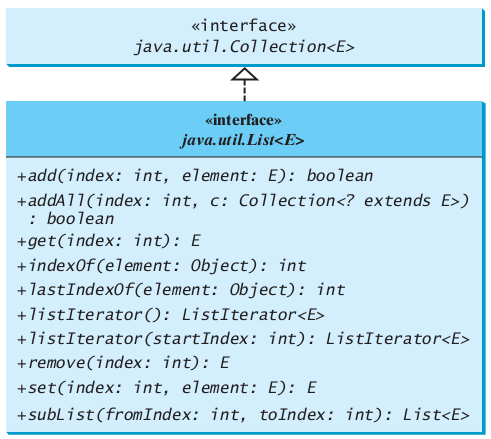 «interface»
java.util.Collection<E>
«interface»
java.util.List<E>
+add(index: int, element: E): boolean
+addAll(index: int, c: Collection<? extends E>)
: boolean
+get(index: int): E
+indexOf(element: Object): int
+lastIndexOf(element: Object): int
+listIterator(): ListIterator<E>
+listIterator(startIndex: int): ListIterator<E>
+remove(index: int): E
+set(index: int, element: E): E
+subList(fromIndex: int, toIndex: int): List<E>